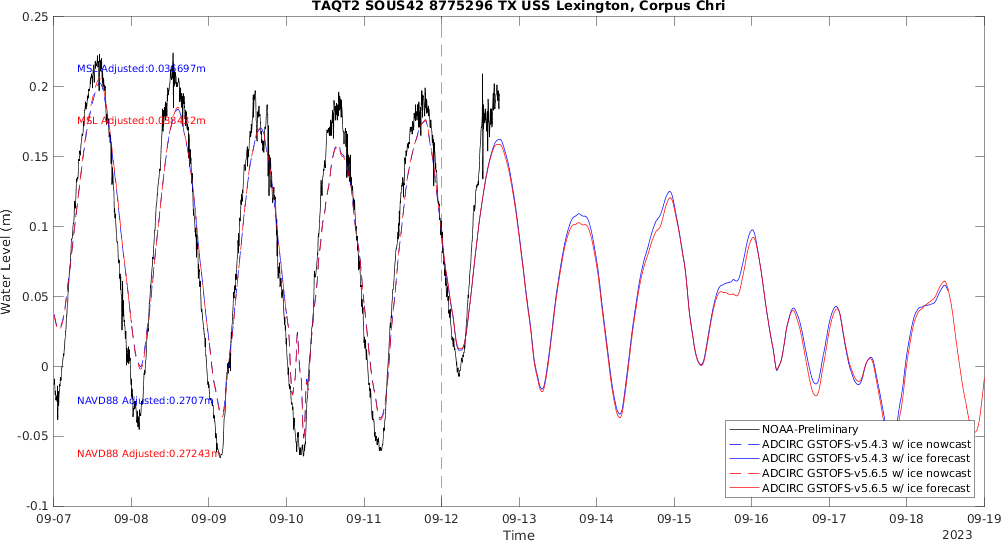 TAQT2 SOUS42 8775296 TX USS Lexington, Corpus Chri
0.25
0.2
0.15
0.1
0.05
0
-0.05
-0.1
Water Level (m)
MSL Adjusted:
MSL Adjusted:
NAVD88 Adjusted:0.2707m
NAVD88 Adjusted:0.27243m
NOAA-Preliminary
ADCIRC GSTOFS-v5.4.3 w/ ice nowcast
ADCIRC GSTOFS-v5.4.3 w/ ice forecast
ADCIRC GSTOFS-v5.6.5 w/ ice nowcast
ADCIRC GSTOFS-v5.6.5 w/ ice forecast
09-07 09-08 09-09 09-10 09-11 09-12 09-13 09-14 09-15 09-16 09-17 09-18 09-19
Time
2023